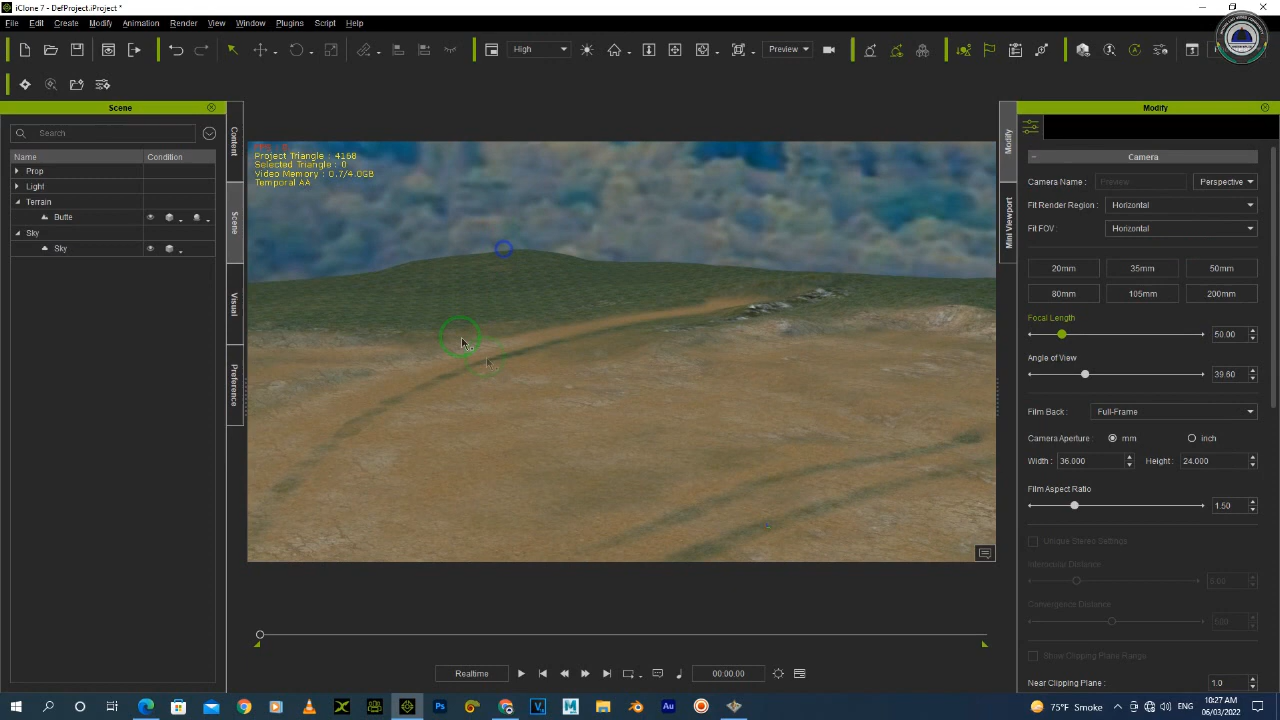 iClone 7 - DefProject.iProject *
File Edit Create Modify Animation Render View Window Plugins Script Help
High
Preview
Scene
Search
Name Condition
Prop
Light
Terrain
Butte
Sky
Sky
Content
Scene
Visual
Preference
Project Triangle : 4168
Selected Triangle : 0
Video Memory : 0.7/4.0GB
Temporal AA
Modify
Mini Viewport
Modify
Camera
Camera Name : Preview Perspective
Fit Render Region : Horizontal
Fit FOV : Horizontal
20mm 35mm 50mm
80mm 105mm 200mm
Focal Length
50.00
Angle of View
39.60
Film Back : Full-Frame
Camera Aperture : mm inch
Width : 36.000 Height : 24.000
Film Aspect Ratio
1.50
Unique Stereo Settings
Interocular Distance
Convergence Distance
Show Clipping Plane Range
Near Clipping Plane : 1.0
Realtime
00:00.00
75°F Smoke
ENG
10:27 AM
06/03/2022